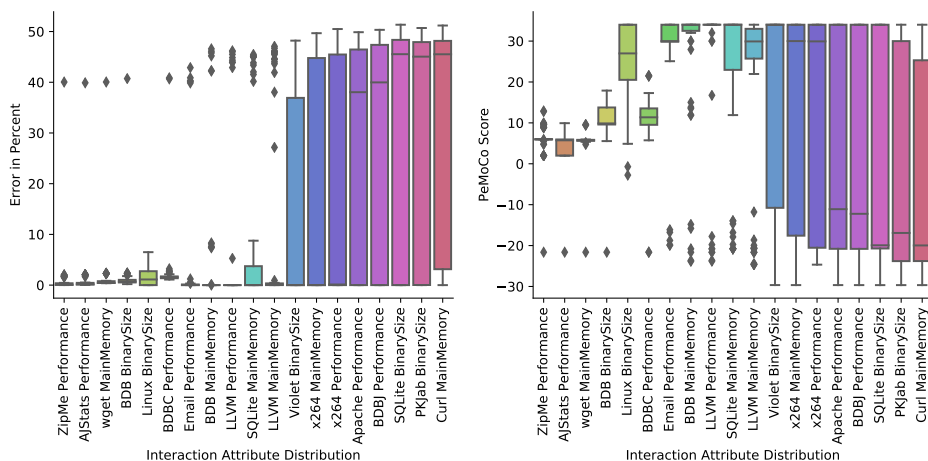 50
40
30
20
10
0
Error in Percent
ZipMe Performance
AJStats Performance
wget MainMemory
BDB BinarySize
Linux BinarySize
BDBC Performance
Email Performance
BDB MainMemory
LLVM Performance
SQLite MainMemory
LLVM MainMemory
Violet BinarySize
x264 MainMemory
x264 Performance
Apache Performance
BDBJ Performance
SQLite BinarySize
PKJab BinarySize
Curl MainMemory
Interaction Attribute Distribution
30
20
10
0
−10
−20
−30
PeMoCo Score
ZipMe Performance
AJStats Performance
wget MainMemory
BDB BinarySize
Linux BinarySize
BDBC Performance
Email Performance
BDB MainMemory
LLVM Performance
SQLite MainMemory
LLVM MainMemory
Violet BinarySize
x264 MainMemory
x264 Performance
Apache Performance
BDBJ Performance
SQLite BinarySize
PKJab BinarySize
Curl MainMemory
Interaction Attribute Distribution